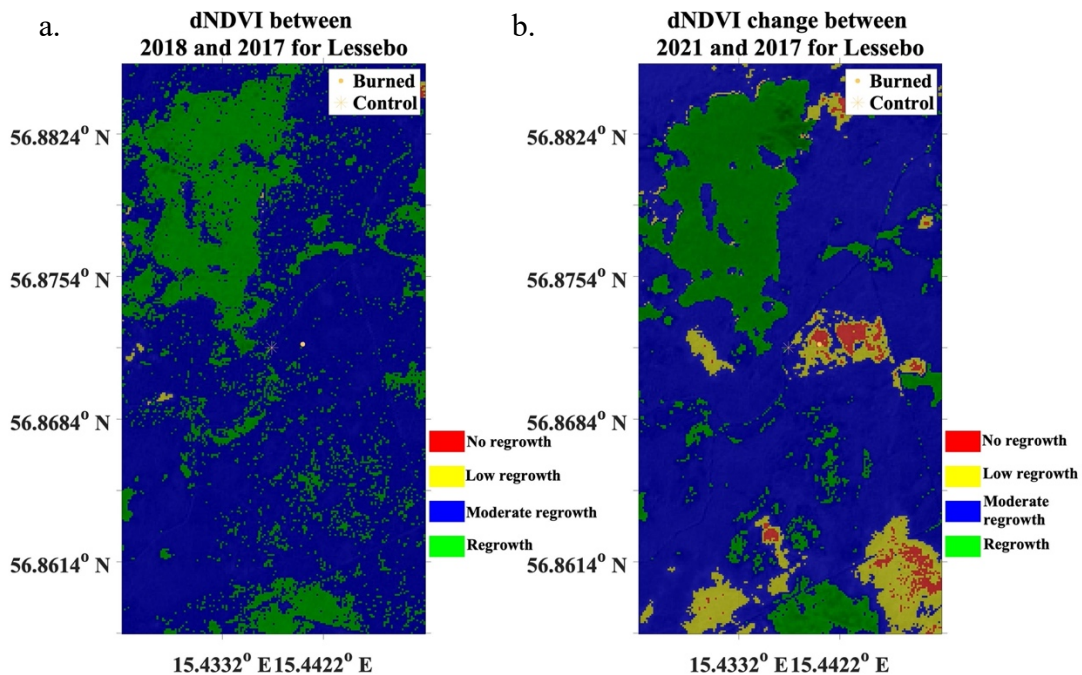 a.
dNDVI between
2018 and 2017 for Lessebo
Burned
Control
56.8824° N
56.8754° N
56.8684° N
56.8614° N
No regrowth
Low regrowth
Moderate regrowth
Regrowth
15.4332° E 15.4422° E
b.
dNDVI change between
2021 and 2017 for Lessebo
Burned
Control
56.8824° N
56.8754° N
56.8684° N
56.8614° N
No regrowth
Low regrowth
Moderate
regrowth
Regrowth
15.4332° E 15.4422° E